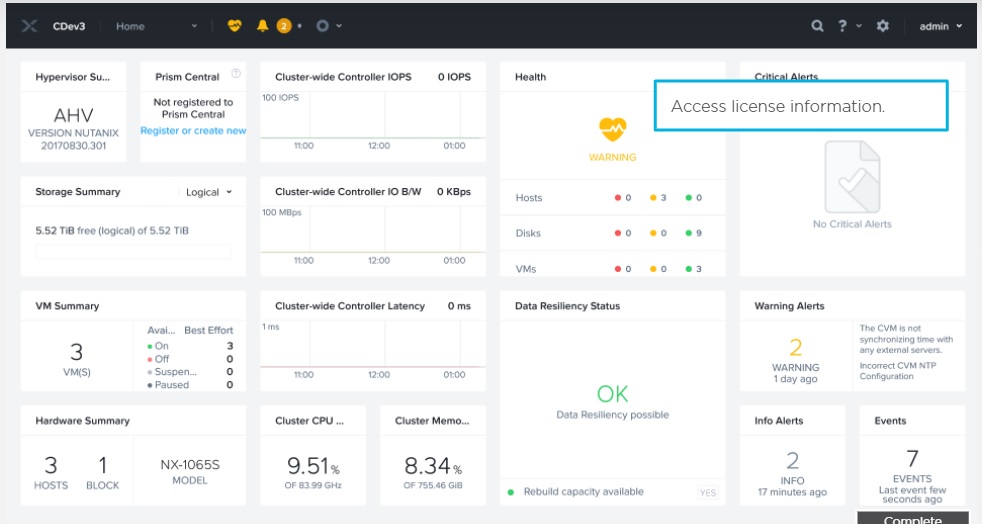 CDev3 Home 2 admin
Hypervisor Su...
AHV
VERSION NUTANIX
20170830.301
Prism Central ?
Not registered to
Prism Central
Register or create new
Cluster-wide Controller IOPS 0 IOPS
100 IOPS
11:00 12:00 01:00
Health
WARNING
Hosts 0 3 0
Disks 0 0 9
VMs 0 0 3
Critical Alerts
Access license information.
No Critical Alerts
Storage Summary Logical
5.52 TiB free (logical) of 5.52 TiB
Cluster-wide Controller IO B/W 0 KBps
100 MBps
11:00 12:00 01:00
VM Summary
3
VM(S)
Avai... Best Effort
On 3
Off 0
Suspen... 0
Paused 0
Cluster-wide Controller Latency 0 ms
1 ms
11:00 12:00 01:00
Data Resiliency Status
OK
Data Resiliency possible
Rebuild capacity available YES
Warning Alerts
2
WARNING
1 day ago
The CVM is not
synchronizing time with
any external servers.
Incorrect CVM NTP
Configuration
Hardware Summary
3
HOSTS
1
BLOCK
NX-1065S
MODEL
Cluster CPU ...
9.51%
OF 83.99 GHz
Cluster Memo...
8.34%
OF 755.46 GiB
Info Alerts
2
INFO
17 minutes ago
Events
7
EVENTS
Last event few
seconds ago
Complete